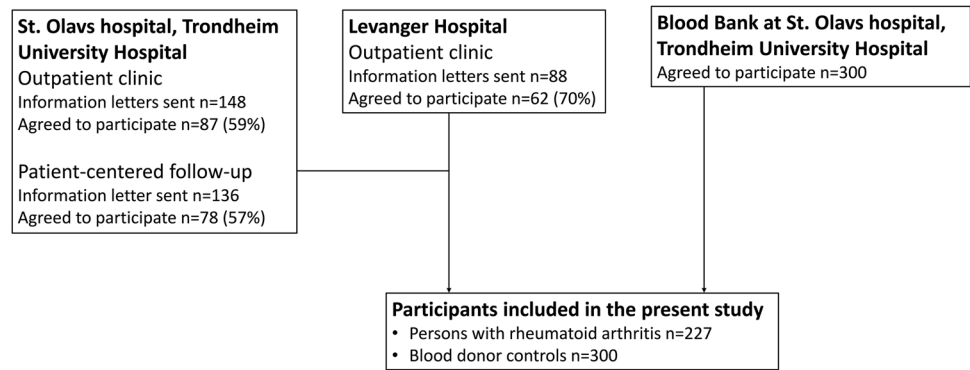 St. Olavs hospital, Trondheim
University Hospital
Outpatient clinic
Information letters sent n=148
Agreed to participate n=87 (59%)
Patient-centered follow-up
Information letter sent n=136
Agreed to participate n=78 (57%)
Levanger Hospital
Outpatient clinic
Information letters sent n=88
Agreed to participate n=62 (70%)
Blood Bank at St. Olavs hospital,
Trondheim University Hospital
Agreed to participate n=300
Participants included in the present study
• Persons with rheumatoid arthritis n=227
• Blood donor controls n=300